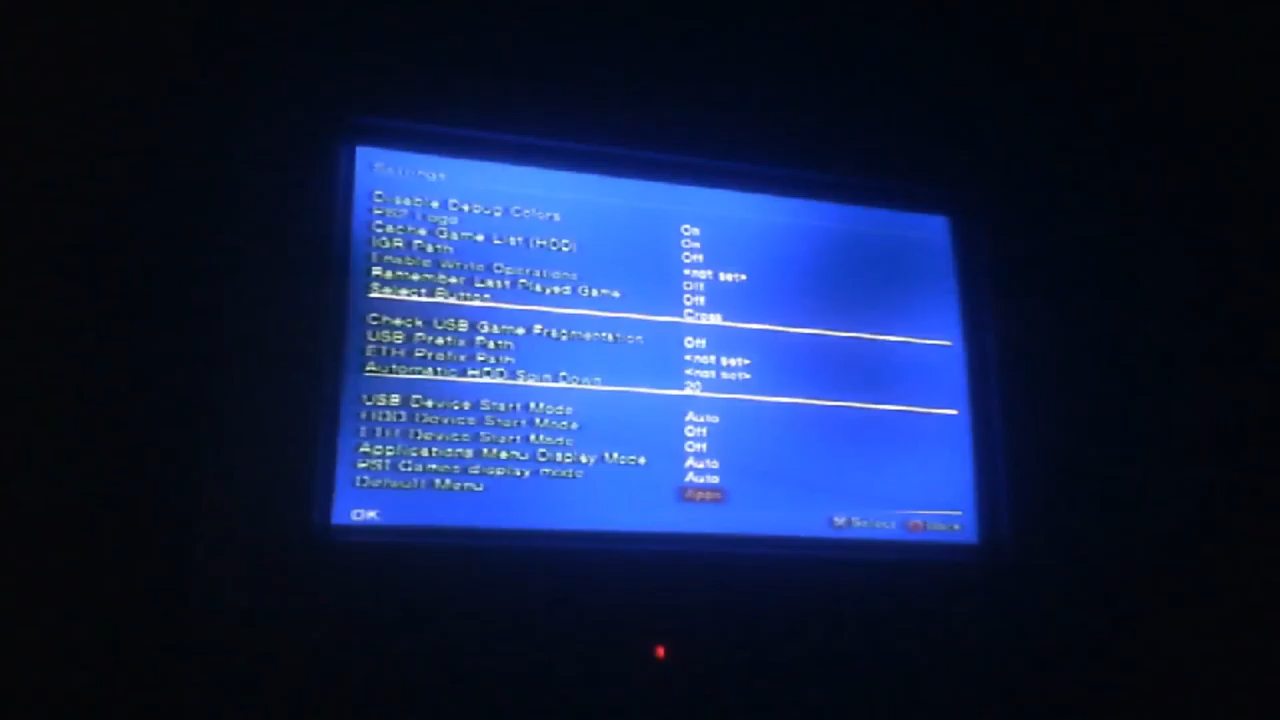 Settings
Disable Debug Colors On
PS2 Logo On
Cache Game List (HDD) Off
IGR Path <not set>
Enable Write Operations Off
Remember Last Played Game Off
Select Button Cross
Check USB Game Fragmentation Off
USB Prefix Path <not set>
ETH Prefix Path <not set>
Automatic HDD Spin Down 20
USB Device Start Mode Auto
HDD Device Start Mode Off
ETH Device Start Mode Off
Applications Menu Display Mode Auto
PS1 Games display mode Auto
Default Menu Apps
OK
Select Back